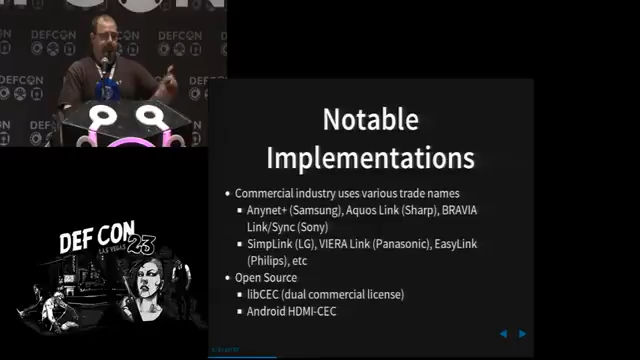 DEFCON
DEFCON
DEF CON
DEF CON
LAS VEGAS 23
Notable
Implementations
Commercial industry uses various trade names
Anynet+ (Samsung), Aquos Link (Sharp), BRAVIA
Link/Sync (Sony)
SimpLink (LG), VIERA Link (Panasonic), EasyLink
(Philips), etc
Open Source
libCEC (dual commercial license)
Android HDMI-CEC